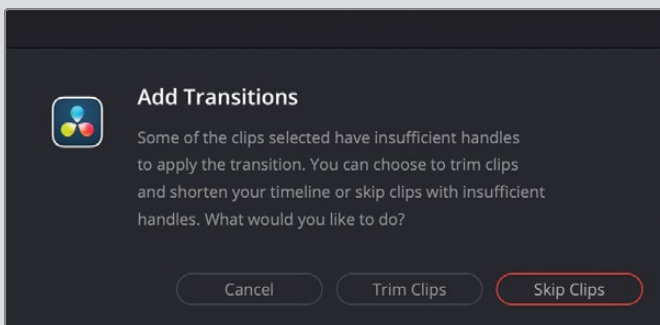 Add Transitions
Some of the clips selected have insufficient handles
to apply the transition. You can choose to trim clips
and shorten your timeline or skip clips with insufficient
handles. What would you like to do?
Cancel Trim Clips Skip Clips